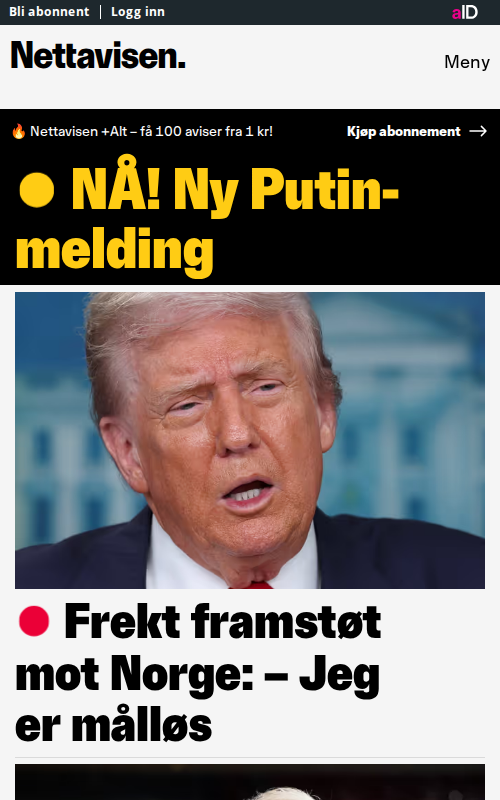 Bli abonnent | Logg inn
aID
Nettavisen.
Meny
🔥 Nettavisen +Alt – få 100 aviser fra 1 kr!
Kjøp abonnement →
NÅ! Ny Putin-
melding
Frekt framstøt
mot Norge: – Jeg
er målløs